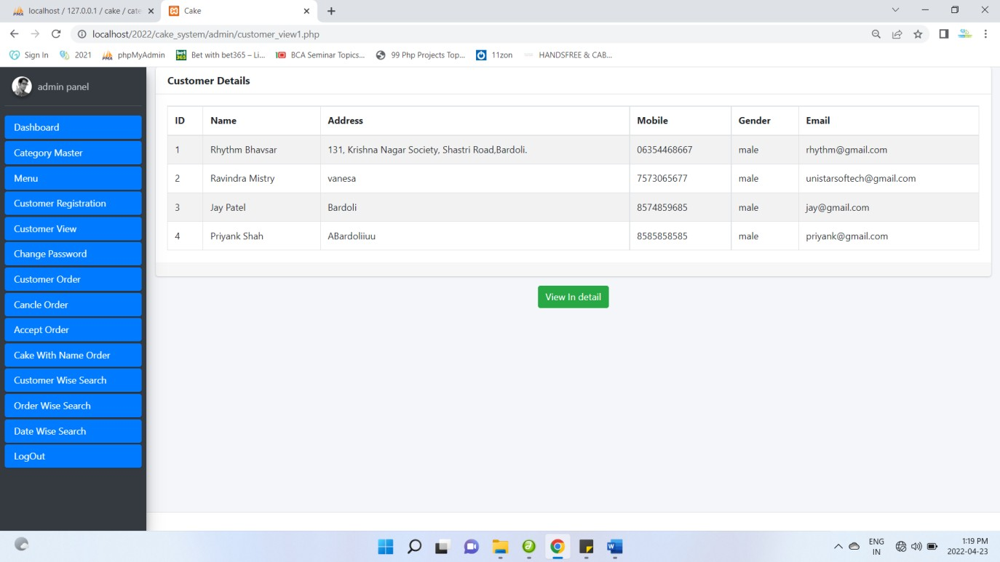 localhost / 127.0.0.1 / cake / cate
Cake
localhost/2022/cake_system/admin/customer_view1.php
Sign In 2021 phpMyAdmin Bet with bet365 – Li... BCA Seminar Topics... 99 Php Projects Top... 11zon HANDSFREE & CAB...
admin panel
Dashboard
Category Master
Menu
Customer Registration
Customer View
Change Password
Customer Order
Cancle Order
Accept Order
Cake With Name Order
Customer Wise Search
Order Wise Search
Date Wise Search
LogOut
Customer Details
ID Name Address Mobile Gender Email
1 Rhythm Bhavsar 131, Krishna Nagar Society, Shastri Road,Bardoli. 06354468667 male rhythm@gmail.com
2 Ravindra Mistry vanesa 7573065677 male unistarsoftech@gmail.com
3 Jay Patel Bardoli 8574859685 male jay@gmail.com
4 Priyank Shah ABardoliiuu 8585858585 male priyank@gmail.com
View In detail
ENG
IN
1:19 PM
2022-04-23